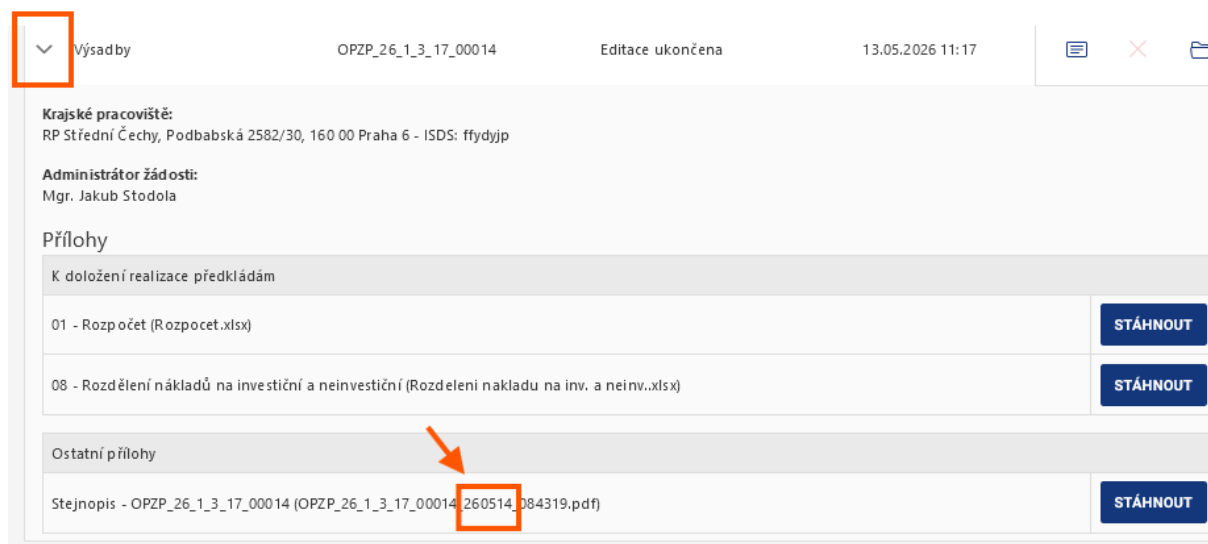 Výsadby OPZP_26_1_3_17_00014 Editace ukončena 13.05.2026 11:17
Krajské pracoviště:
RP Střední Čechy, Podbabská 2582/30, 160 00 Praha 6 - ISDS: ffydyjp
Administrátor žádosti:
Mgr. Jakub Stodola
Přílohy
K doložení realizace předkládám
01 - Rozpočet (Rozpocet.xlsx) STÁHNOUT
08 - Rozdělení nákladů na investiční a neinvestiční (Rozdeleni nakladu na inv. a neinv..xlsx) STÁHNOUT
Ostatní přílohy
Stejnopis - OPZP_26_1_3_17_00014 (OPZP_26_1_3_17_00014_260514_084319.pdf) STÁHNOUT